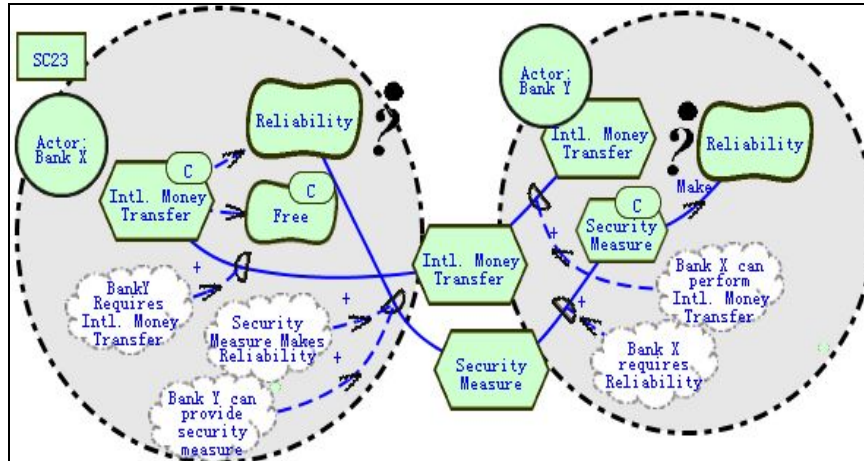 SC23
Actor:
Bank X
Reliability
C
Intl. Money
Transfer
C
Free
+
BankY
Requires
Intl. Money
Transfer
+
Security
Measure Makes
Reliability
+
Bank Y can
provide
security
measure
?
Intl. Money
Transfer
Security
Measure
Actor:
Bank Y
Intl. Money
Transfer
?
Reliability
Make
C
Security
Measure
+
Bank X can
perform
Intl. Money
Transfer
+
Bank X
requires
Reliability